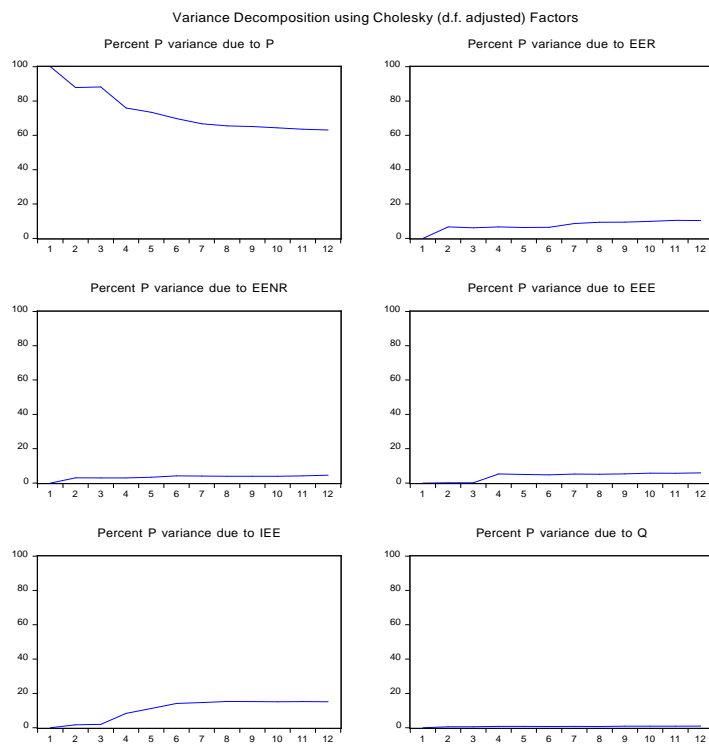 Variance Decomposition using Cholesky (d.f. adjusted) Factors
Percent P variance due to P
100
80
60
40
20
0
1 2 3 4 5 6 7 8 9 10 11 12
Percent P variance due to EER
100
80
60
40
20
0
1 2 3 4 5 6 7 8 9 10 11 12
Percent P variance due to EENR
100
80
60
40
20
0
1 2 3 4 5 6 7 8 9 10 11 12
Percent P variance due to EEE
100
80
60
40
20
0
1 2 3 4 5 6 7 8 9 10 11 12
Percent P variance due to IEE
100
80
60
40
20
0
1 2 3 4 5 6 7 8 9 10 11 12
Percent P variance due to Q
100
80
60
40
20
0
1 2 3 4 5 6 7 8 9 10 11 12